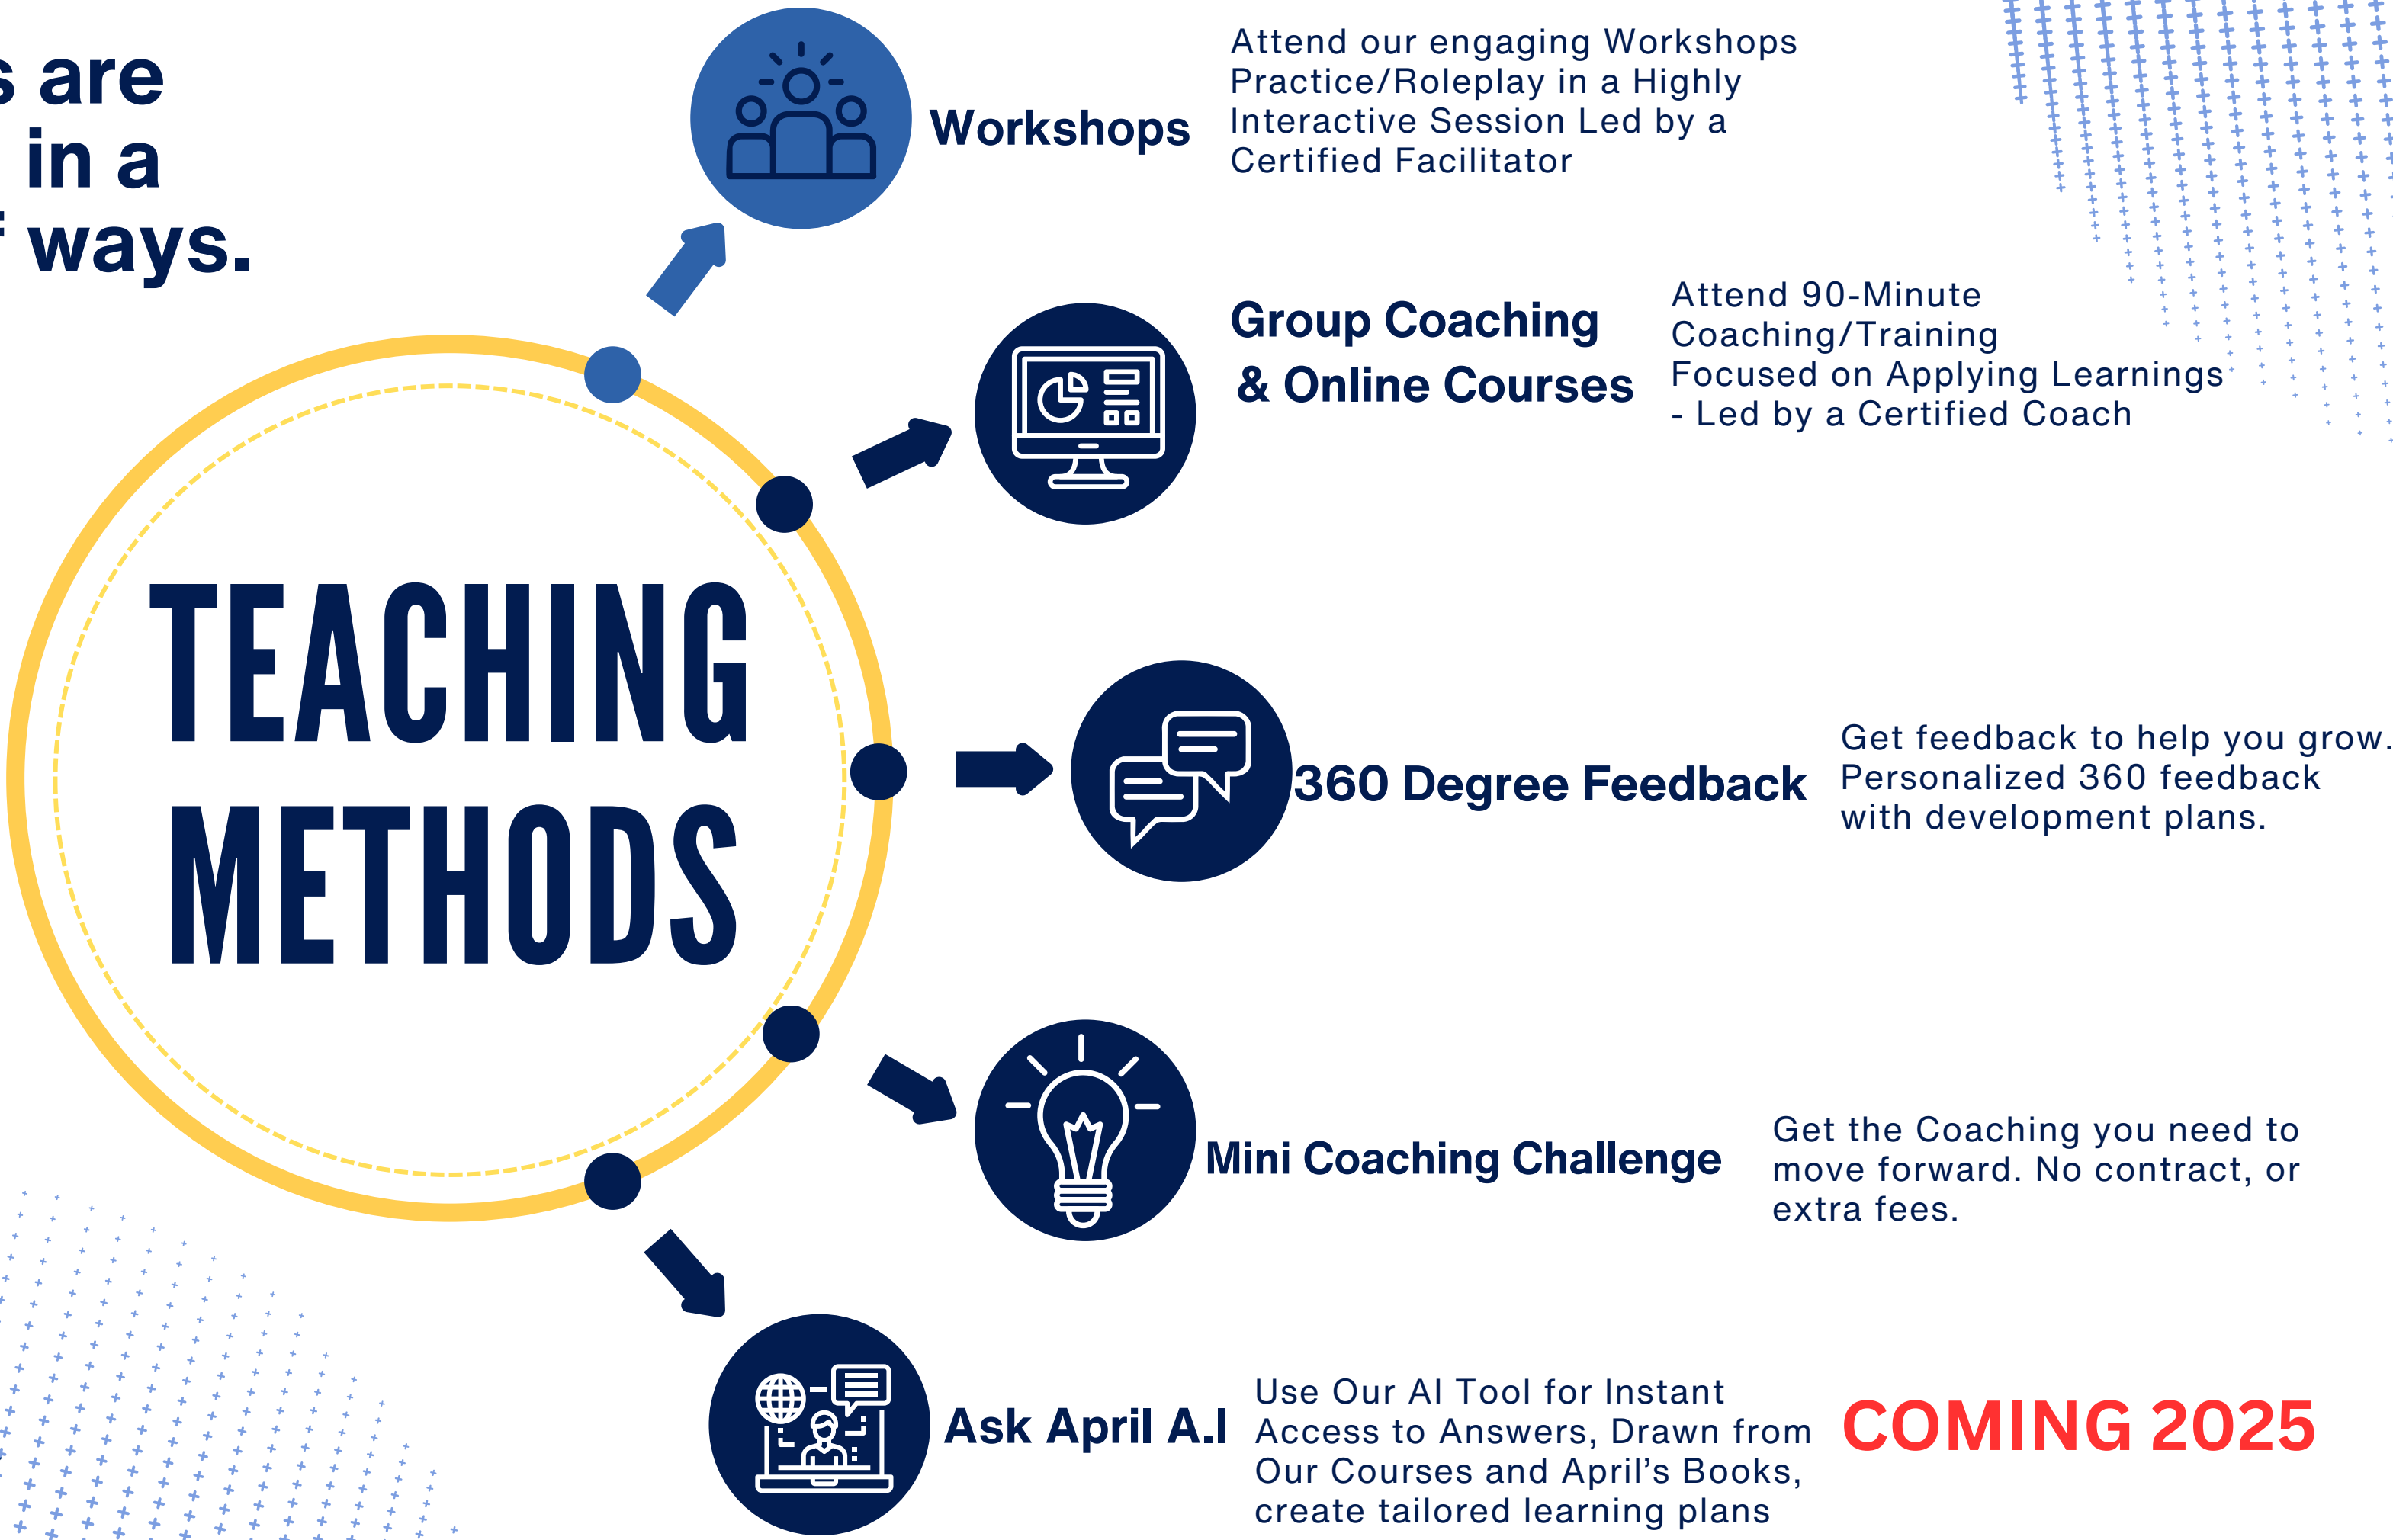 s are
in a
ways.
Workshops
Attend our engaging Workshops
Practice/Roleplay in a Highly
Interactive Session Led by a
Certified Facilitator
Group Coaching
& Online Courses
Attend 90-Minute
Coaching/Training
Focused on Applying Learnings
- Led by a Certified Coach
TEACHING
METHODS
360 Degree Feedback
Get feedback to help you grow.
Personalized 360 feedback
with development plans.
Mini Coaching Challenge
Get the Coaching you need to
move forward. No contract, or
extra fees.
Ask April A.I
Use Our AI Tool for Instant
Access to Answers, Drawn from
Our Courses and April’s Books,
create tailored learning plans
COMING 2025